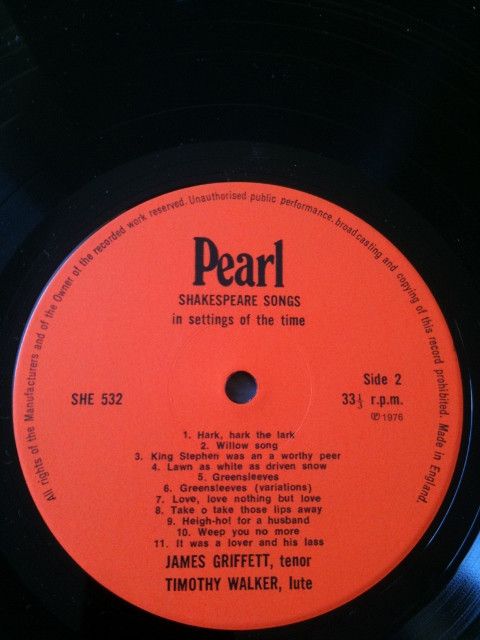 All rights of the Manufacturers and of the Owner of the recorded work reserved. Unauthorised public performance, broadcasting and copying of this record prohibited. Made in England.
Pearl
SHAKESPEARE SONGS
in settings of the time
Side 2
SHE 532
33⅓ r.p.m.
℗ 1976
1. Hark, hark the lark
2. Willow song
3. King Stephen was an a worthy peer
4. Lawn as white as driven snow
5. Greensleeves
6. Greensleeves (variations)
7. Love, love nothing but love
8. Take o take those lips away
9. Heigh-ho! for a husband
10. Weep you no more
11. It was a lover and his lass
JAMES GRIFFETT, tenor
TIMOTHY WALKER, lute